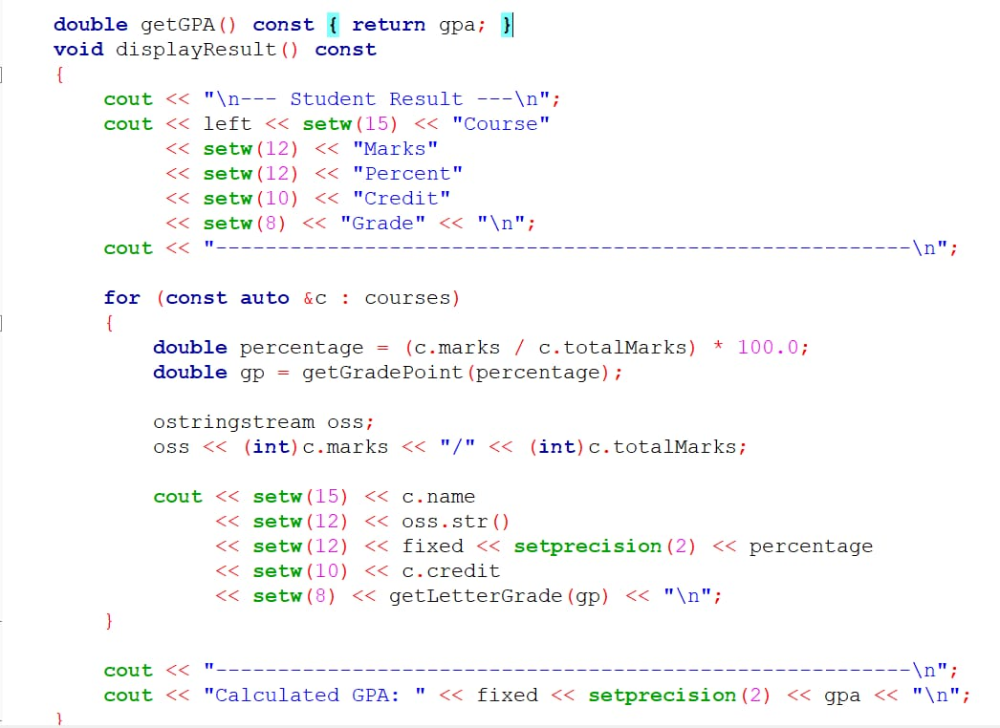 double getGPA() const { return gpa; }
void displayResult() const
{
    cout << "\n--- Student Result ---\n";
    cout << left << setw(15) << "Course"
         << setw(12) << "Marks"
         << setw(12) << "Percent"
         << setw(10) << "Credit"
         << setw(8) << "Grade" << "\n";
    cout << "--------------------------------------------------------\n";

    for (const auto &c : courses)
    {
        double percentage = (c.marks / c.totalMarks) * 100.0;
        double gp = getGradePoint(percentage);

        ostringstream oss;
        oss << (int)c.marks << "/" << (int)c.totalMarks;

        cout << setw(15) << c.name
             << setw(12) << oss.str()
             << setw(12) << fixed << setprecision(2) << percentage
             << setw(10) << c.credit
             << setw(8) << getLetterGrade(gp) << "\n";
    }

    cout << "--------------------------------------------------------\n";
    cout << "Calculated GPA: " << fixed << setprecision(2) << gpa << "\n";
}